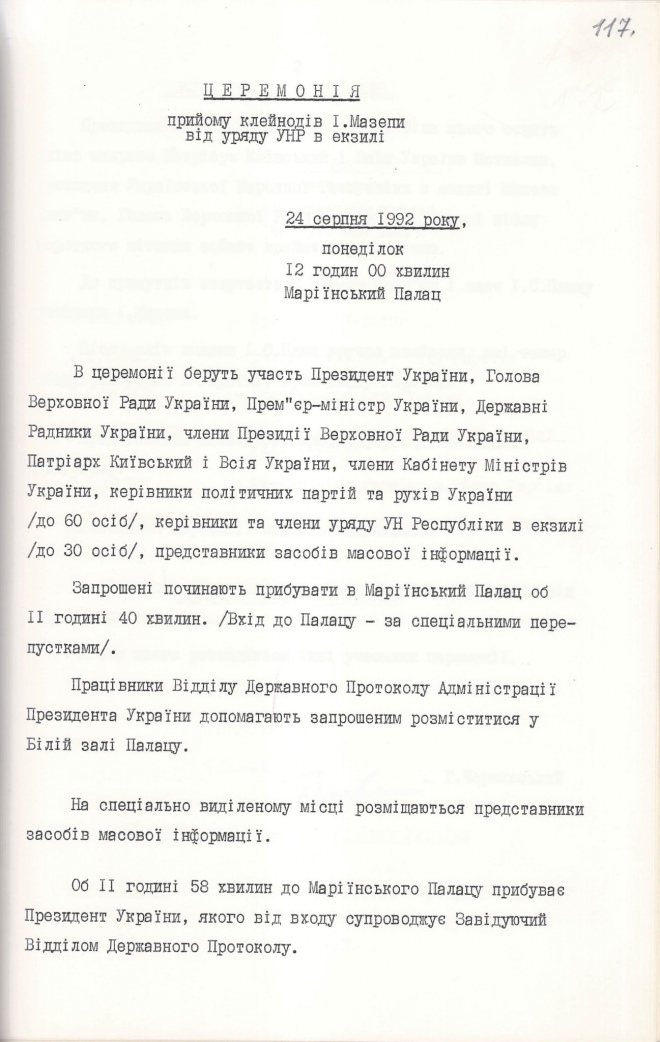 117.
ЦЕРЕМОНІЯ
прийому клейнодів І.Мазепи
від уряду УНР в екзилі
24 серпня 1992 року,
понеділок
12 годин 00 хвилин
Маріїнський Палац
В церемонії беруть участь Президент України, Голова
Верховної Ради України, Прем"єр-міністр України, Державні
Радники України, члени Президії Верховної Ради України,
Патріарх Київський і Всія України, члени Кабінету Міністрів
України, керівники політичних партій та рухів України
/до 60 осіб/, керівники та члени уряду УН Республіки в екзилі
/до 30 осіб/, представники засобів масової інформації.
Запрошені починають прибувати в Маріїнський Палац об
ІІ годині 40 хвилин. /Вхід до Палацу – за спеціальними пере-
пустками/.
Працівники Відділу Державного Протоколу Адміністрації
Президента України допомагають запрошеним розміститися у
Білій залі Палацу.
На спеціально виділеному місці розміщаються представники
засобів масової інформації.
Об ІІ годині 58 хвилин до Маріїнського Палацу прибуває
Президент України, якого від входу супроводжує Завідуючий
Відділом Державного Протоколу.